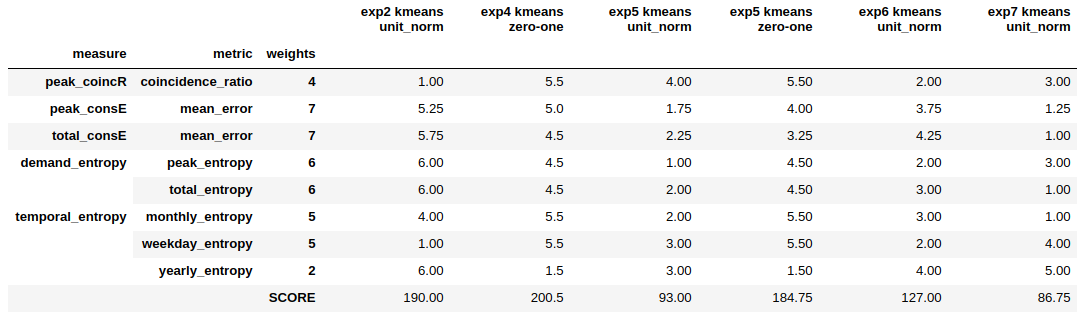 exp2 kmeans exp4 kmeans exp5 kmeans exp5 kmeans exp6 kmeans exp7 kmeans
unit_norm zero-one unit_norm zero-one unit_norm unit_norm
measure metric weights
peak_coincR coincidence_ratio 4 1.00 5.5 4.00 5.50 2.00 3.00
peak_consE mean_error 7 5.25 5.0 1.75 4.00 3.75 1.25
total_consE mean_error 7 5.75 4.5 2.25 3.25 4.25 1.00
demand_entropy peak_entropy 6 6.00 4.5 1.00 4.50 2.00 3.00
total_entropy 6 6.00 4.5 2.00 4.50 3.00 1.00
temporal_entropy monthly_entropy 5 4.00 5.5 2.00 5.50 3.00 1.00
weekday_entropy 5 1.00 5.5 3.00 5.50 2.00 4.00
yearly_entropy 2 6.00 1.5 3.00 1.50 4.00 5.00
SCORE 190.00 200.5 93.00 184.75 127.00 86.75